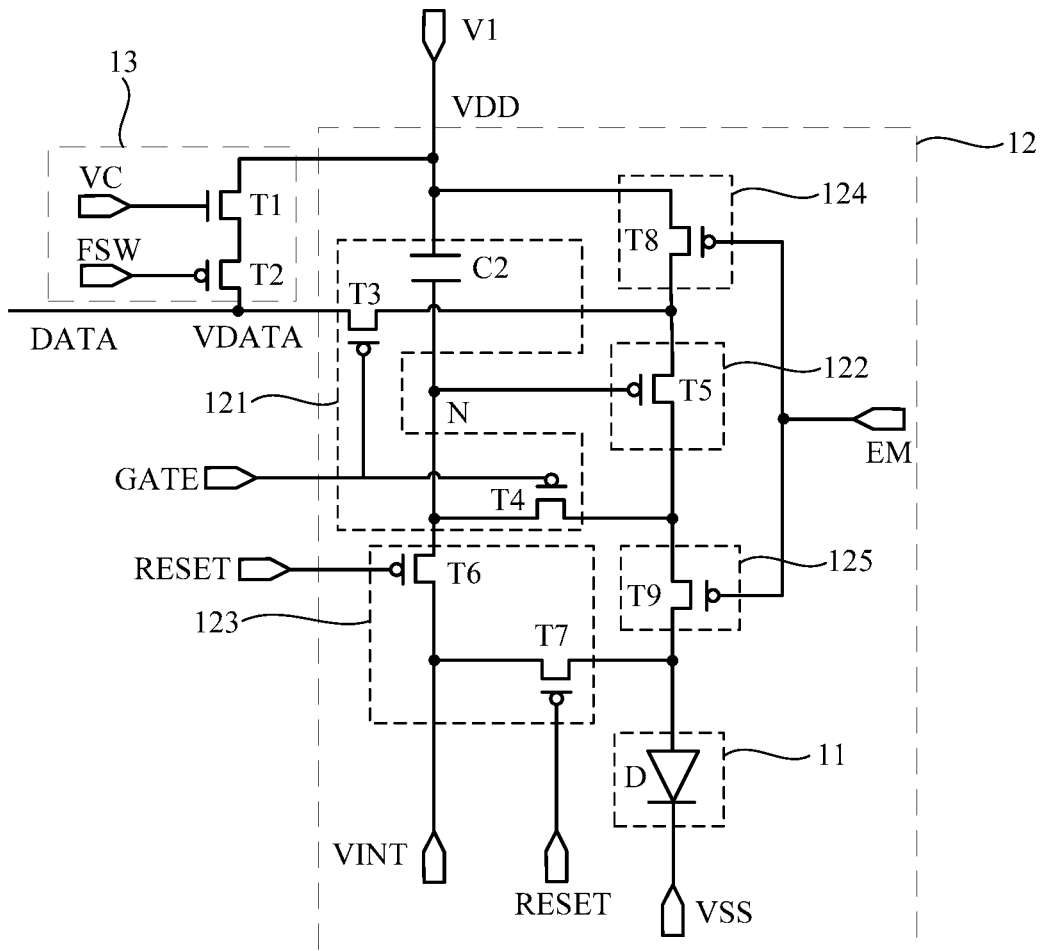 V1
13
VDD
12
VC
T1
124
T8
FSW
T2
C2
T3
DATA
VDATA
122
T5
121
N
EM
GATE
T4
RESET
T6
125
T9
123
T7
11
D
VINT
RESET
VSS